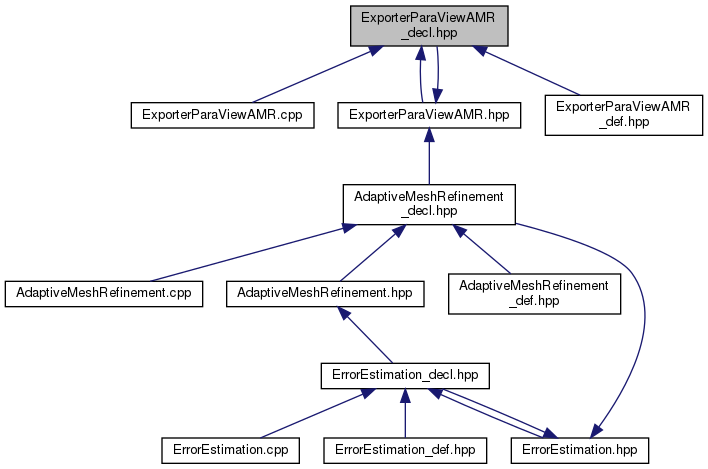 ExporterParaViewAMR
_decl.hpp
ExporterParaViewAMR.cpp
ExporterParaViewAMR.hpp
ExporterParaViewAMR
_def.hpp
AdaptiveMeshRefinement
_decl.hpp
AdaptiveMeshRefinement.cpp
AdaptiveMeshRefinement.hpp
AdaptiveMeshRefinement
_def.hpp
ErrorEstimation_decl.hpp
ErrorEstimation.cpp
ErrorEstimation_def.hpp
ErrorEstimation.hpp